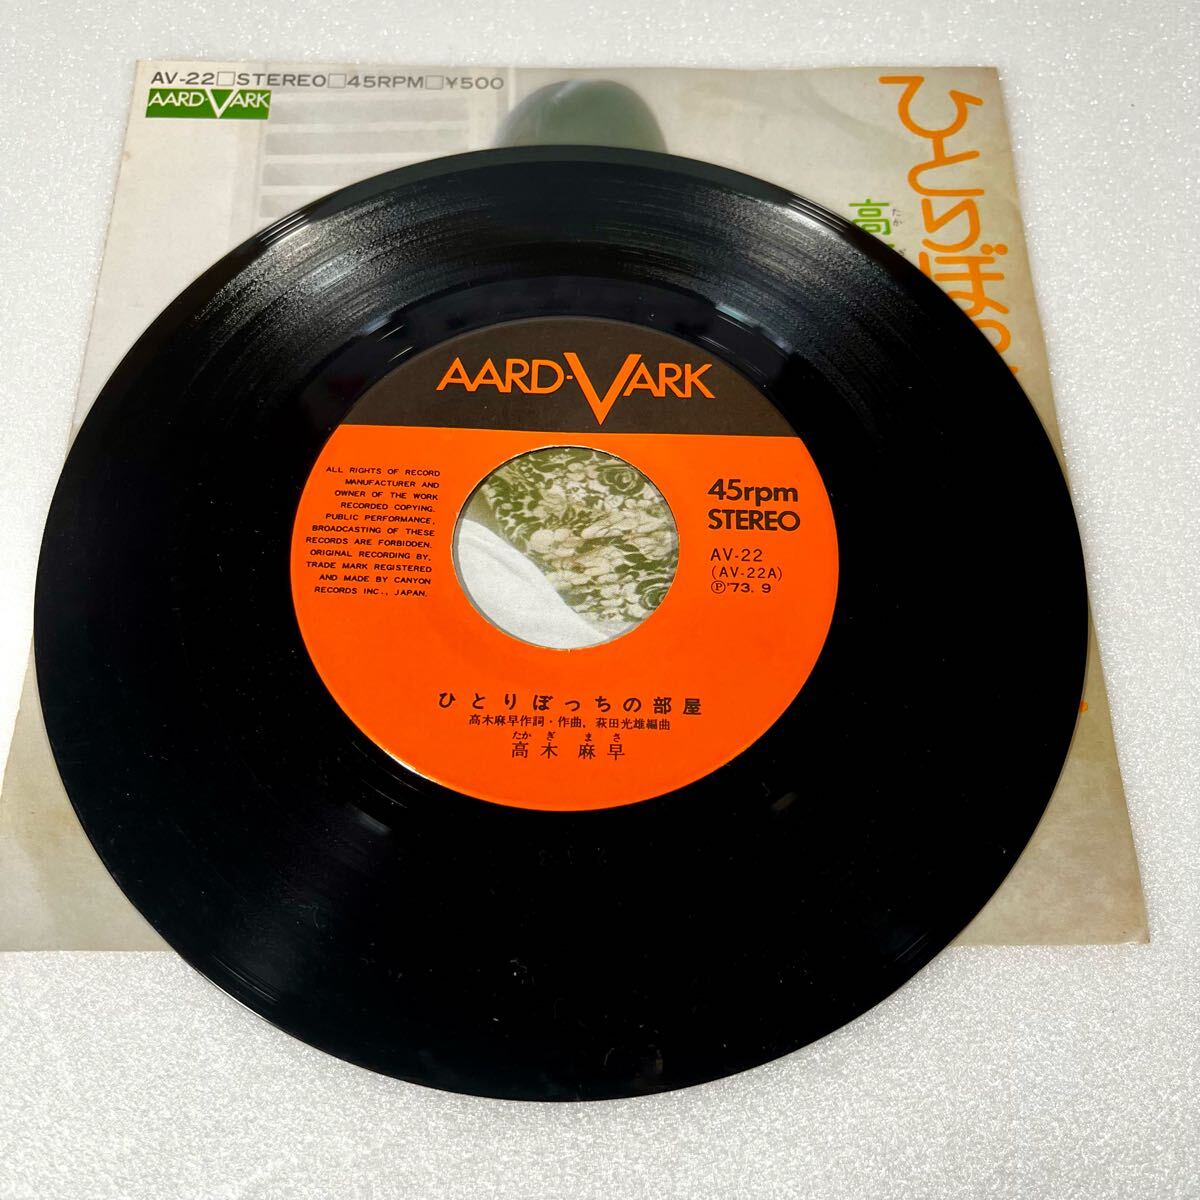 AV-22□STEREO□45RPM□¥500
AARD-VARK
ひとりぼっ
たか
高
AARD-VARK
ALL RIGHTS OF RECORD
MANUFACTURER AND
OWNER OF THE WORK
RECORDED COPYING.
PUBLIC PERFORMANCE,
BROADCASTING OF THESE
RECORDS ARE FORBIDDEN.
ORIGINAL RECORDING BY,
TRADE MARK REGISTERED
AND MADE BY CANYON
RECORDS INC., JAPAN.
45rpm
STEREO
AV-22
(AV-22A)
Ⓟ'73. 9
ひとりぼっちの部屋
高木麻早作詞・作曲, 萩田光雄編曲
たかぎ まさ
高木 麻早